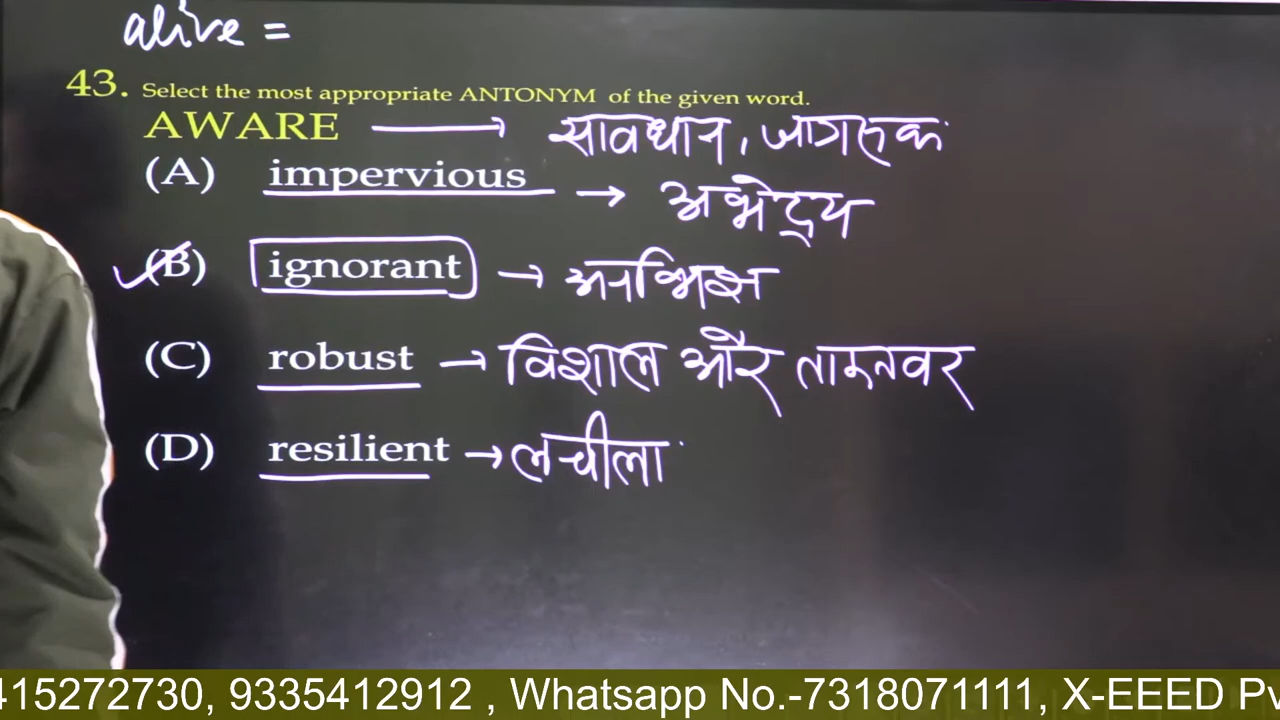 alive =
43. Select the most appropriate ANTONYM of the given word.
AWARE → सावधान, जागरूक
(A) impervious → अभेद्रय
(B) ignorant → अनभिज्ञ
(C) robust → विशाल और ताकतवर
(D) resilient → लचीला
415272730, 9335412912 , Whatsapp No.-7318071111, X-EEED Pv